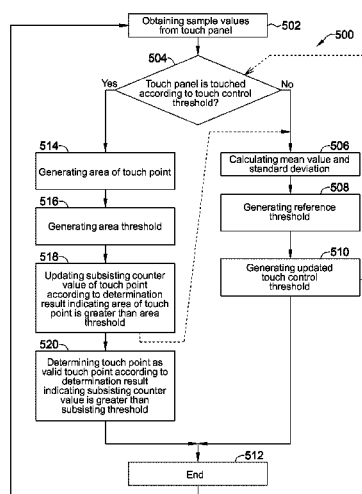 Obtaining sample values
from touch panel
502
500
504
Touch panel is touched
according to touch control
threshold?
Yes
No
514
Generating area of touch point
516
Generating area threshold
518
Updating subsisting counter
value of touch point according
to determination
result indicating area of touch
point is greater than area
threshold
520
Determining touch point as
valid touch point according to
determination result
indicating subsisting counter
value is greater than
subsisting threshold
506
Calculating mean value and
standard deviation
508
Generating reference
threshold
510
Generating updated
touch control
threshold
512
End